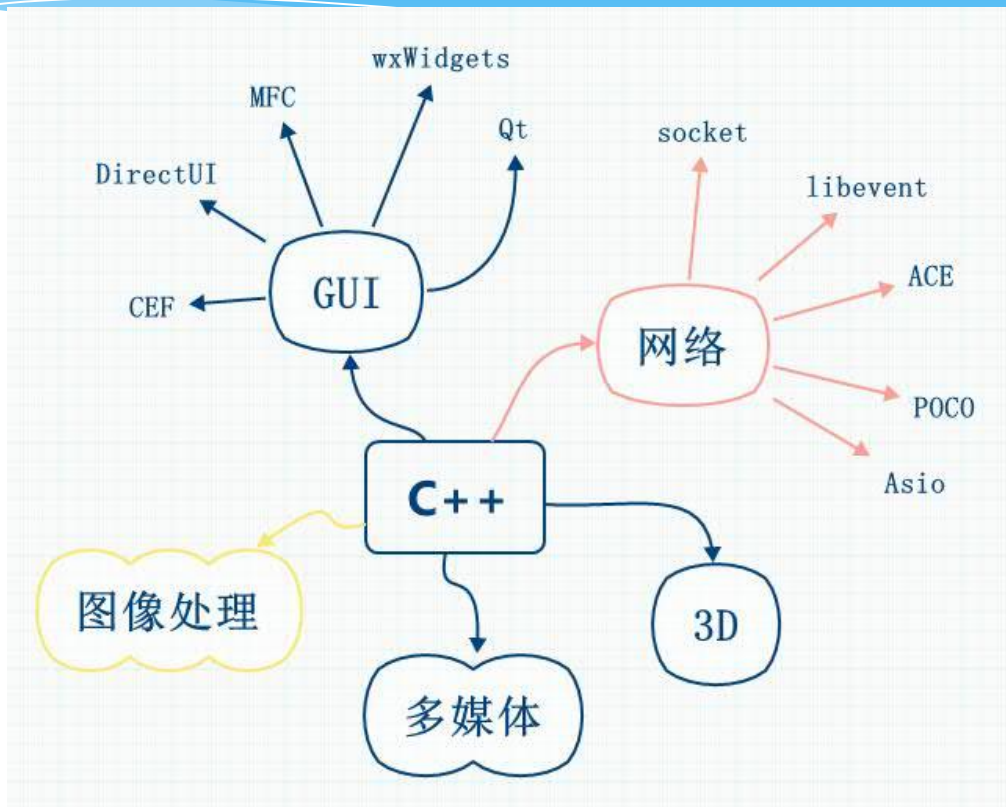 wxWidgets
MFC
Qt
DirectUI
CEF
GUI
socket
libevent
ACE
网络
POCO
Asio
C++
图像处理
3D
多媒体